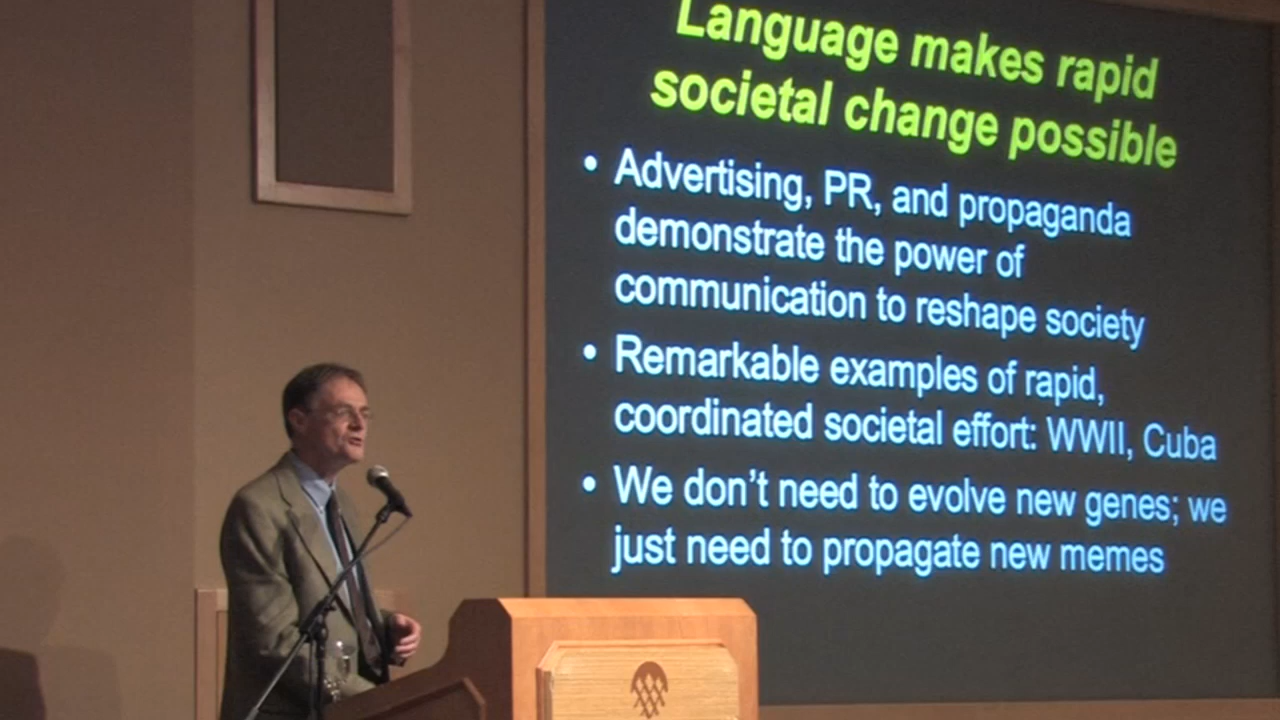 Language makes rapid
societal change possible
• Advertising, PR, and propaganda
demonstrate the power of
communication to reshape society
• Remarkable examples of rapid,
coordinated societal effort: WWII, Cuba
• We don't need to evolve new genes; we
just need to propagate new memes